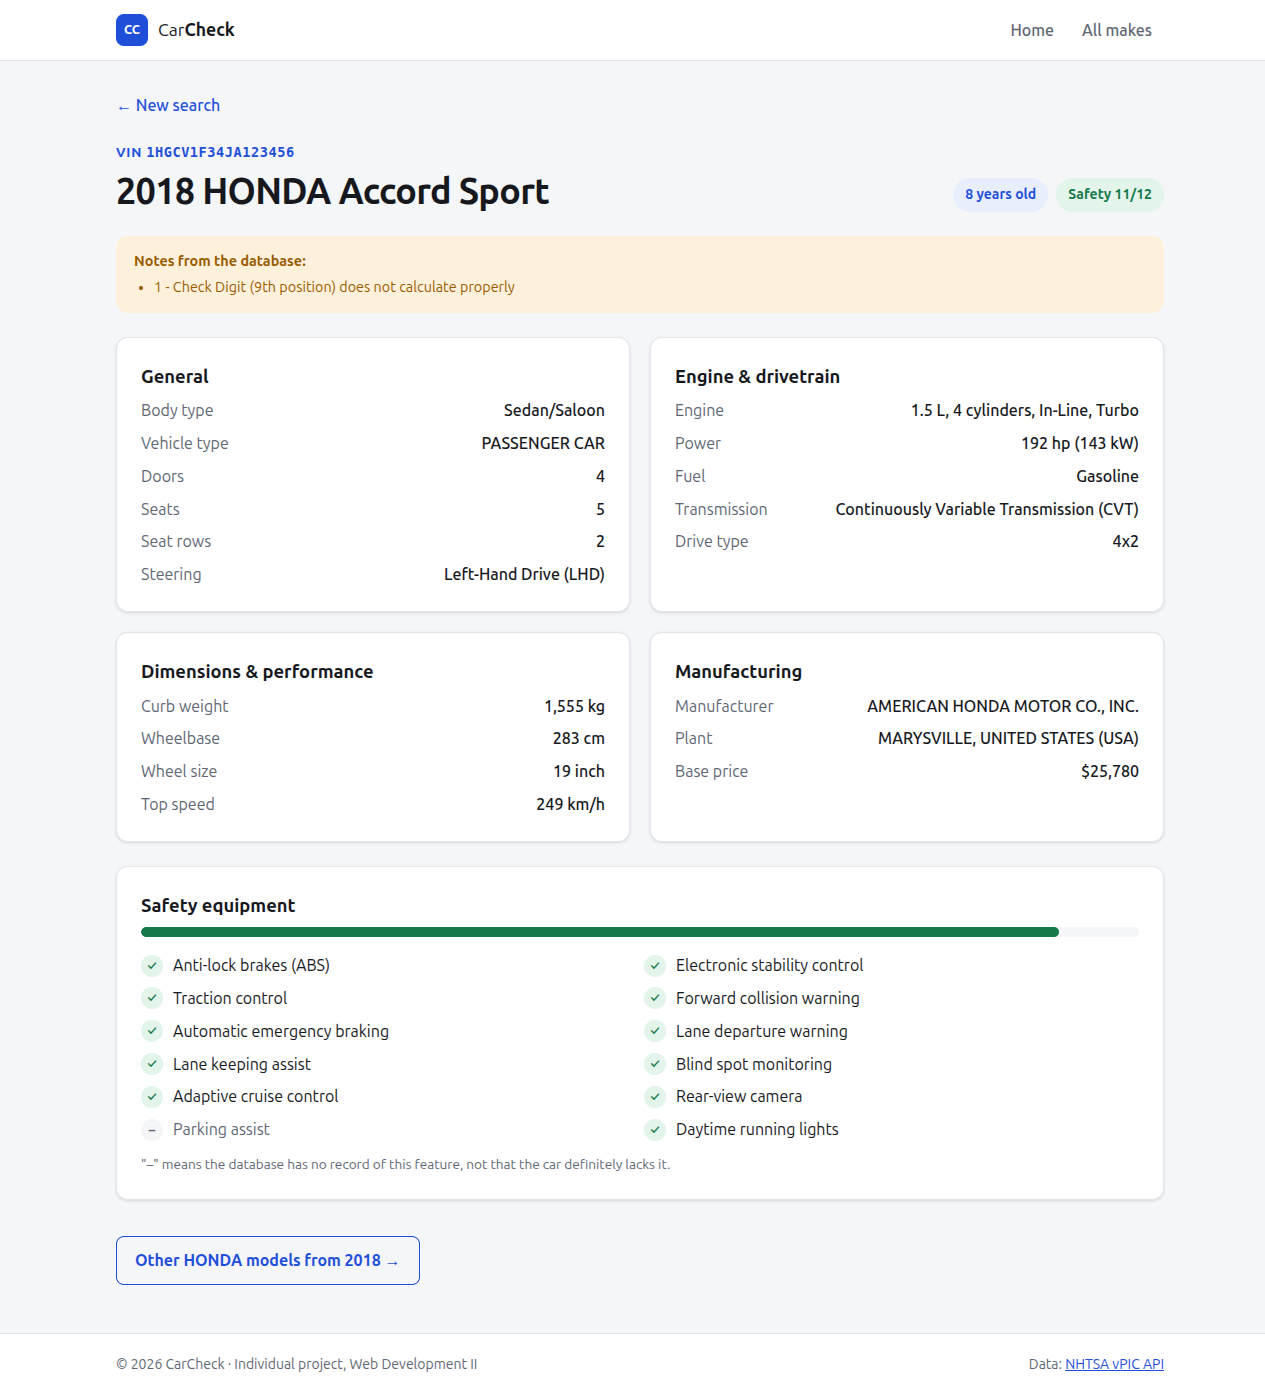 CC CarCheck Home All makes
← New search
VIN 1HGCV1F34JA123456
2018 HONDA Accord Sport
8 years old Safety 11/12
Notes from the database:
• 1 - Check Digit (9th position) does not calculate properly
General
Body type Sedan/Saloon
Vehicle type PASSENGER CAR
Doors 4
Seats 5
Seat rows 2
Steering Left-Hand Drive (LHD)
Engine & drivetrain
Engine 1.5 L, 4 cylinders, In-Line, Turbo
Power 192 hp (143 kW)
Fuel Gasoline
Transmission Continuously Variable Transmission (CVT)
Drive type 4x2
Dimensions & performance
Curb weight 1,555 kg
Wheelbase 283 cm
Wheel size 19 inch
Top speed 249 km/h
Manufacturing
Manufacturer AMERICAN HONDA MOTOR CO., INC.
Plant MARYSVILLE, UNITED STATES (USA)
Base price $25,780
Safety equipment
✓ Anti-lock brakes (ABS) ✓ Electronic stability control
✓ Traction control ✓ Forward collision warning
✓ Automatic emergency braking ✓ Lane departure warning
✓ Lane keeping assist ✓ Blind spot monitoring
✓ Adaptive cruise control ✓ Rear-view camera
– Parking assist ✓ Daytime running lights
"–" means the database has no record of this feature, not that the car definitely lacks it.
Other HONDA models from 2018 →
© 2026 CarCheck · Individual project, Web Development II Data: NHTSA vPIC API